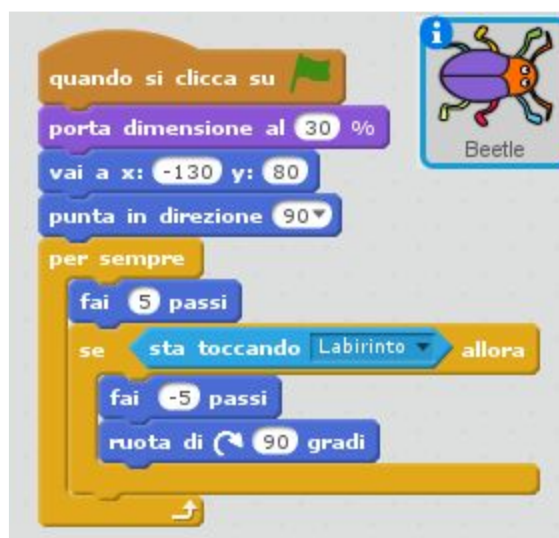 quando si clicca su
porta dimensione al 30 %
vai a x: -130 y: 80
punta in direzione 90▼
per sempre
fai 5 passi
se sta toccando Labirinto ▼ allora
fai -5 passi
ruota di ↻ 90 gradi
i
Beetle